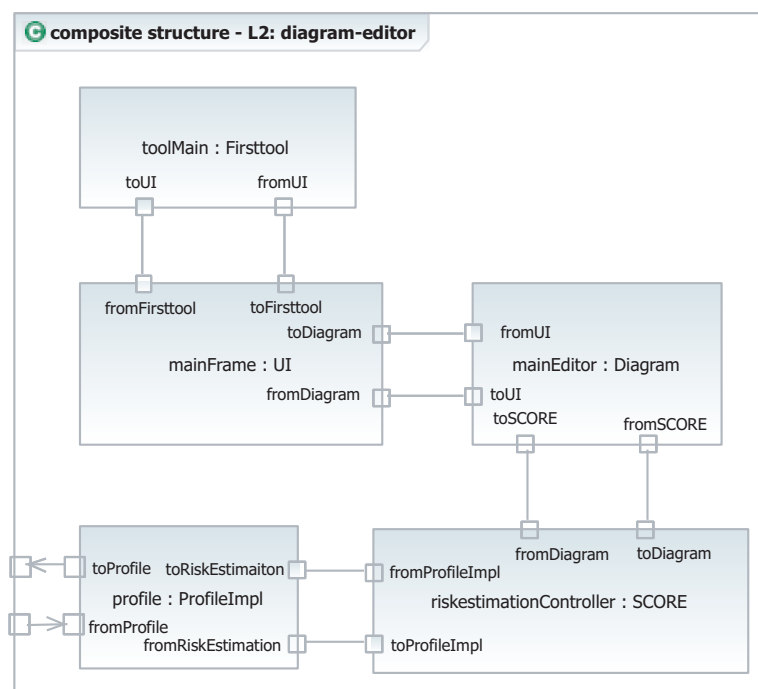 C composite structure - L2: diagram-editor
toolMain : Firsttool
toUI fromUI
fromFirsttool toFirsttool
toDiagram
mainFrame : UI
fromDiagram
fromUI
mainEditor : Diagram
toUI
toSCORE
fromSCORE
toProfile toRiskEstimaiton
profile : ProfileImpl
fromProfile
fromRiskEstimation
fromDiagram toDiagram
fromProfileImpl
riskestimationController : SCORE
toProfileImpl